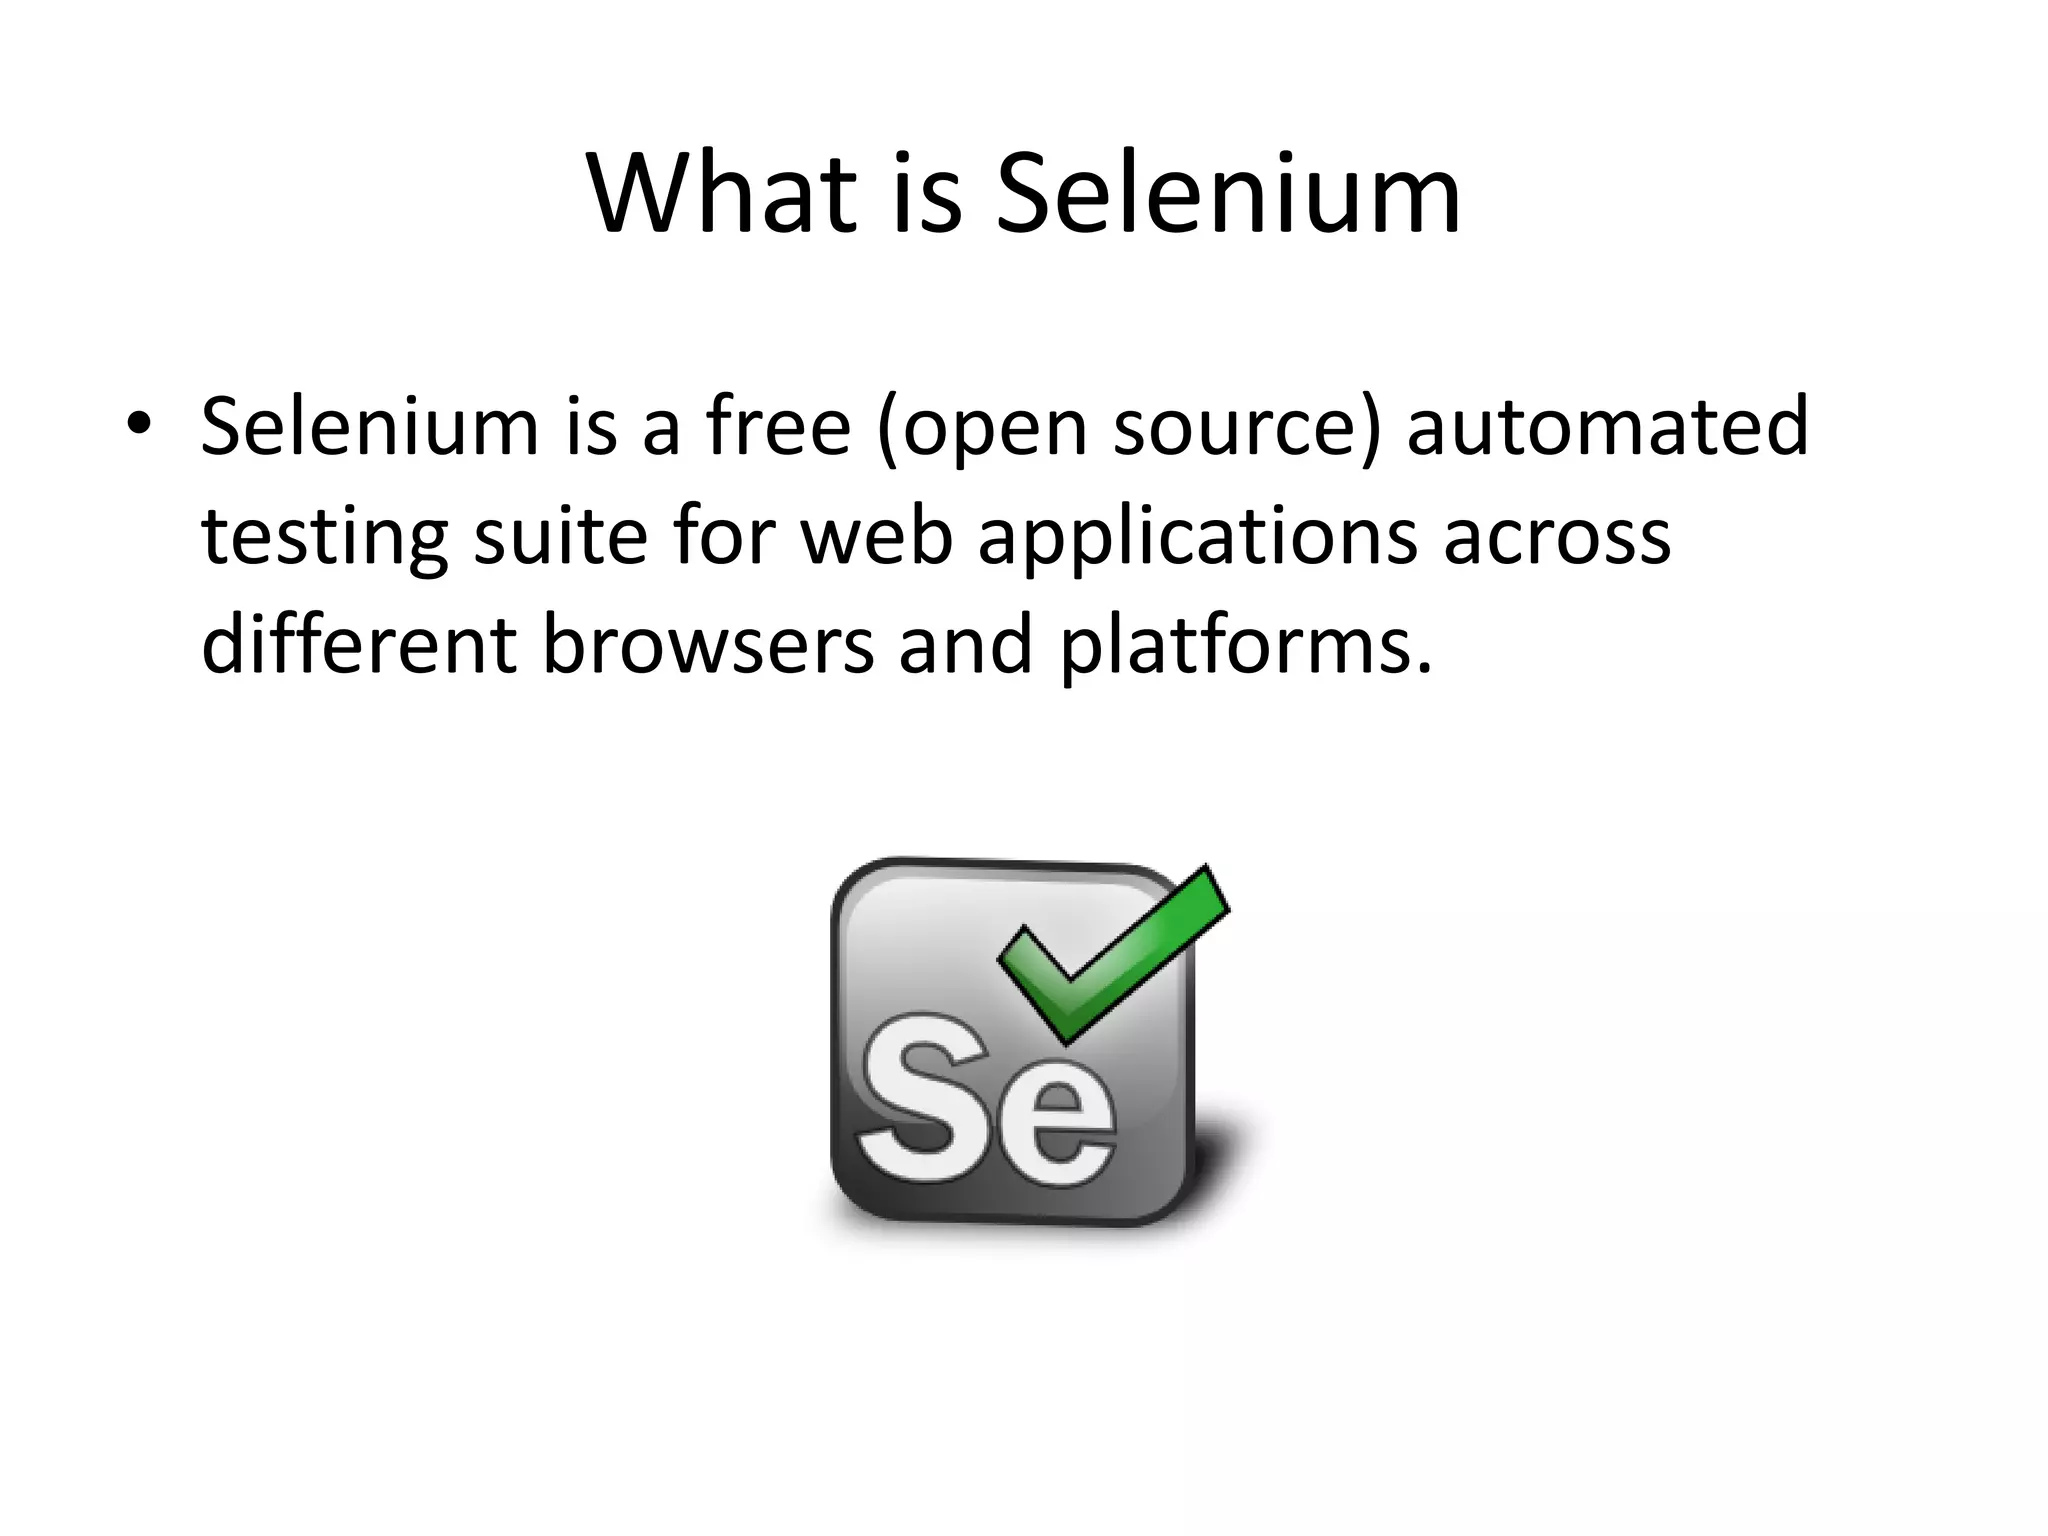 What is Selenium
• Selenium is a free (open source) automated
testing suite for web applications across
different browsers and platforms.
Se